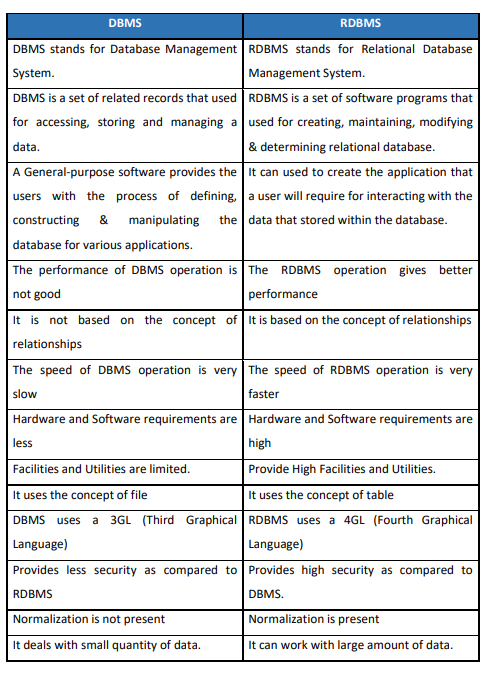 DBMS
RDBMS
DBMS stands for Database Management
System.
RDBMS stands for Relational Database
Management System.
DBMS is a set of related records that used
for accessing, storing and managing a
data.
RDBMS is a set of software programs that
used for creating, maintaining, modifying
& determining relational database.
A General-purpose software provides the
users with the process of defining,
constructing & manipulating the
database for various applications.
It can used to create the application that
a user will require for interacting with the
data that stored within the database.
The performance of DBMS operation is
not good
The RDBMS operation gives better
performance
It is not based on the concept of
relationships
It is based on the concept of relationships
The speed of DBMS operation is very
slow
The speed of RDBMS operation is very
faster
Hardware and Software requirements are
less
Hardware and Software requirements are
high
Facilities and Utilities are limited.
Provide High Facilities and Utilities.
It uses the concept of file
It uses the concept of table
DBMS uses a 3GL (Third Graphical
Language)
RDBMS uses a 4GL (Fourth Graphical
Language)
Provides less security as compared to
RDBMS
Provides high security as compared to
DBMS.
Normalization is not present
Normalization is present
It deals with small quantity of data.
It can work with large amount of data.